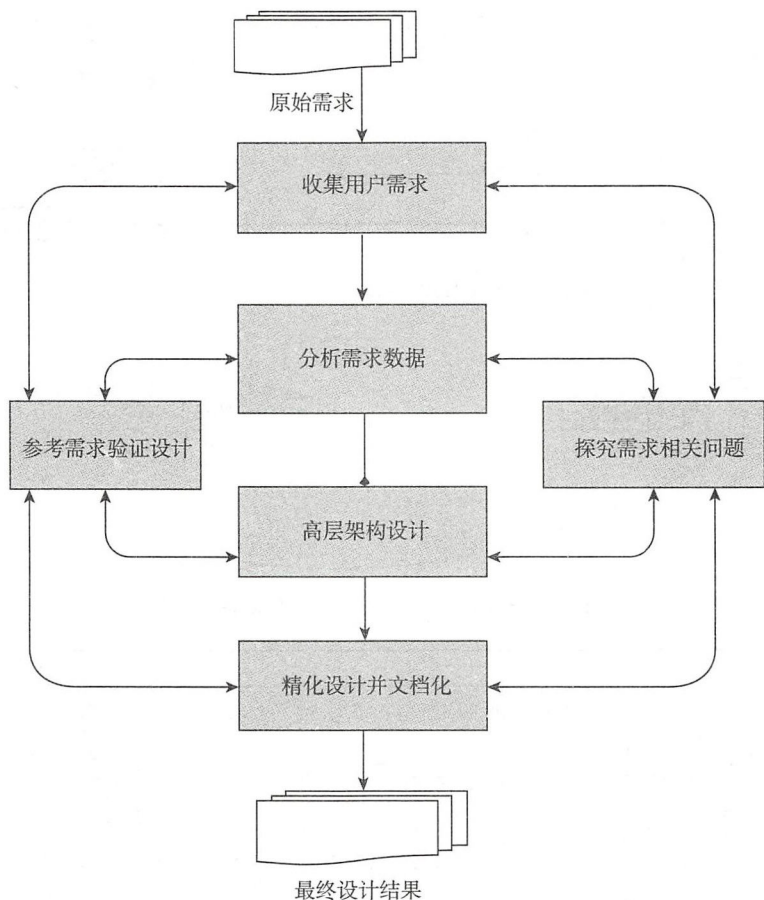 原始需求
收集用户需求
分析需求数据
参考需求验证设计
探究需求相关问题
高层架构设计
精化设计并文档化
最终设计结果